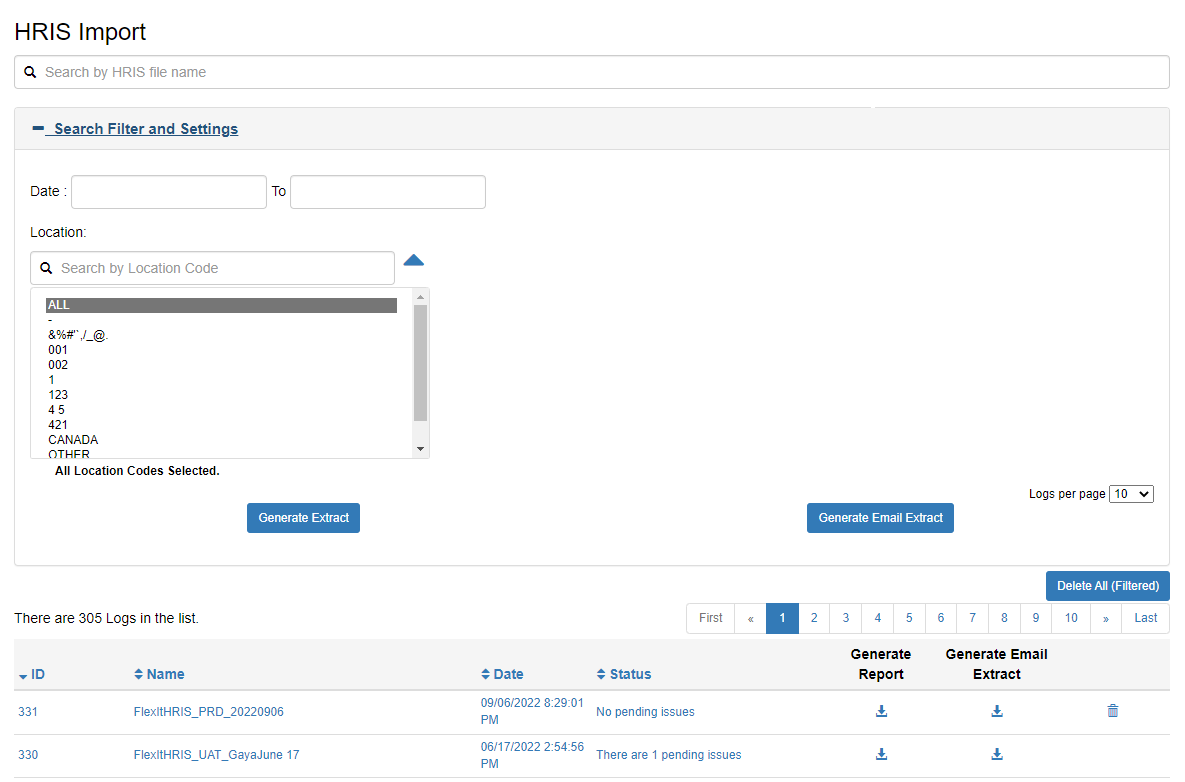 HRIS Import
Search by HRIS file name
Search Filter and Settings
Date : To
Location:
Search by Location Code
ALL
-
&%#'`,/_@.
001
002
1
123
4 5
421
CANADA
OTHER
All Location Codes Selected.
Logs per page 10
Generate Extract Generate Email Extract
Delete All (Filtered)
There are 305 Logs in the list. First « 1 2 3 4 5 6 7 8 9 10 » Last
Generate Generate Email
ID Name Date Status Report Extract
09/06/2022 8:29:01
331 FlexItHRIS_PRD_20220906 PM No pending issues
06/17/2022 2:54:56
330 FlexItHRIS_UAT_GayaJune 17 PM There are 1 pending issues